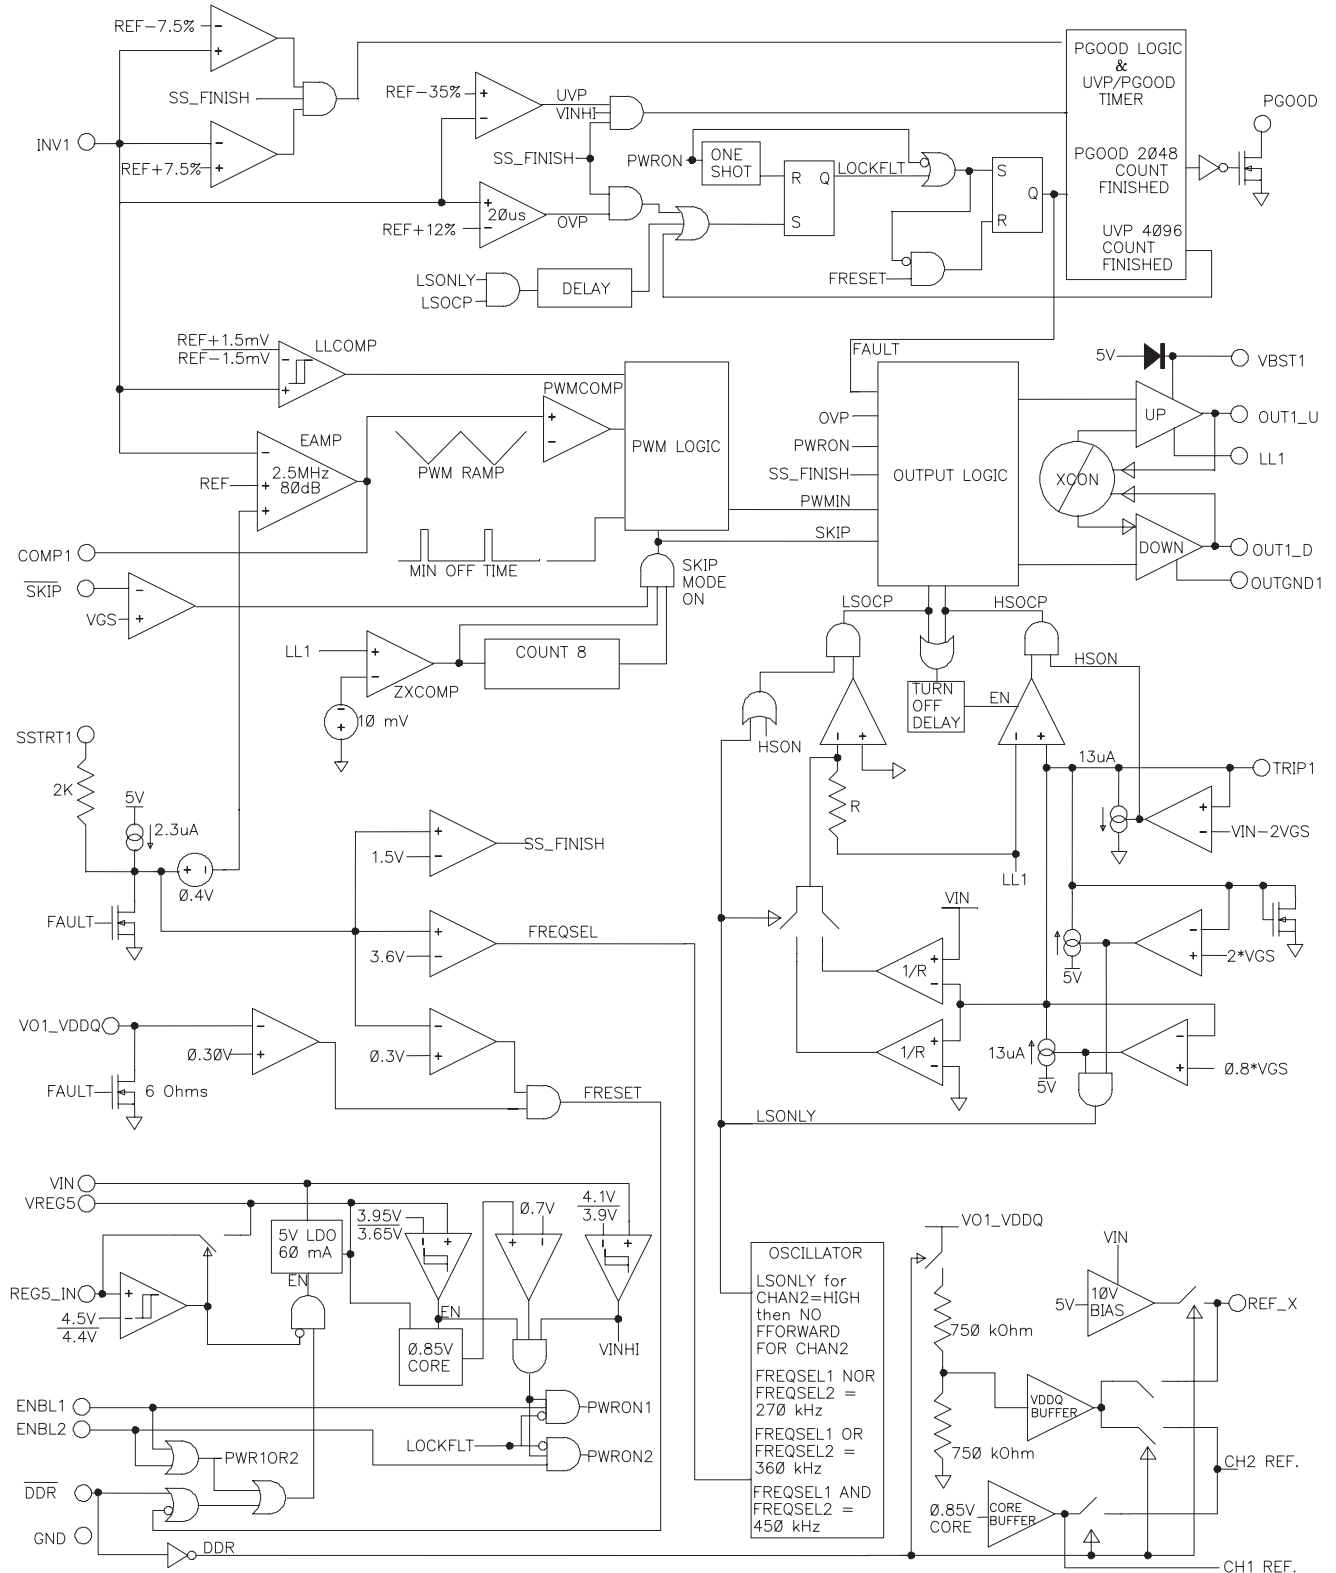 REF−7.5%
SS_FINISH
INV1
REF+7.5%
REF−35%
UVP
VINHI
SS_FINISH
20us
OVP
REF+12%
PWRON
ONE
SHOT
R Q
S
LOCKFLT
S
Q
R
FRESET
PGOOD LOGIC
&
UVP/PGOOD
TIMER
PGOOD 2048
COUNT
FINISHED
UVP 4096
COUNT
FINISHED
PGOOD
LSONLY
LSOCP
DELAY
REF+1.5mV
REF−1.5mV
LLCOMP
PWMCOMP
EAMP
2.5MHz
80dB
REF
PWM RAMP
PWM LOGIC
MIN OFF TIME
COMP1
SKIP
VGS
SKIP
MODE
ON
FAULT
OVP
PWRON
SS_FINISH
PWMIN
SKIP
OUTPUT LOGIC
5V
VBST1
UP
OUT1_U
LL1
XCON
DOWN
OUT1_D
OUTGND1
LL1
ZXCOMP
COUNT 8
10 mV
LSOCP
HSOCP
HSON
TURN
OFF
DELAY
EN
HSON
R
LL1
13uA
TRIP1
VIN−2VGS
SSTRT1
2K
5V
2.3uA
0.4V
FAULT
1.5V
SS_FINISH
3.6V
FREQSEL
0.3V
VIN
1/R
1/R
5V
2*VGS
13uA
5V
0.8*VGS
VO1_VDDQ
0.30V
FAULT
6 Ohms
FRESET
LSONLY
VIN
VREG5
5V LDO
60 mA
EN
REG5_IN
4.5V
4.4V
3.95V
3.65V
0.7V
4.1V
3.9V
EN
0.85V
CORE
VINHI
ENBL1
ENBL2
PWR1OR2
LOCKFLT
PWRON1
PWRON2
DDR
GND
DDR
OSCILLATOR
LSONLY for
CHAN2=HIGH
then NO
FFORWARD
FOR CHAN2
FREQSEL1 NOR
FREQSEL2 =
270 kHz
FREQSEL1 OR
FREQSEL2 =
360 kHz
FREQSEL1 AND
FREQSEL2 =
450 kHz
VO1_VDDQ
750 kOhm
750 kOhm
VIN
5V
10V
BIAS
REF_X
VDDQ
BUFFER
CH2 REF.
0.85V
CORE
CORE
BUFFER
CH1 REF.